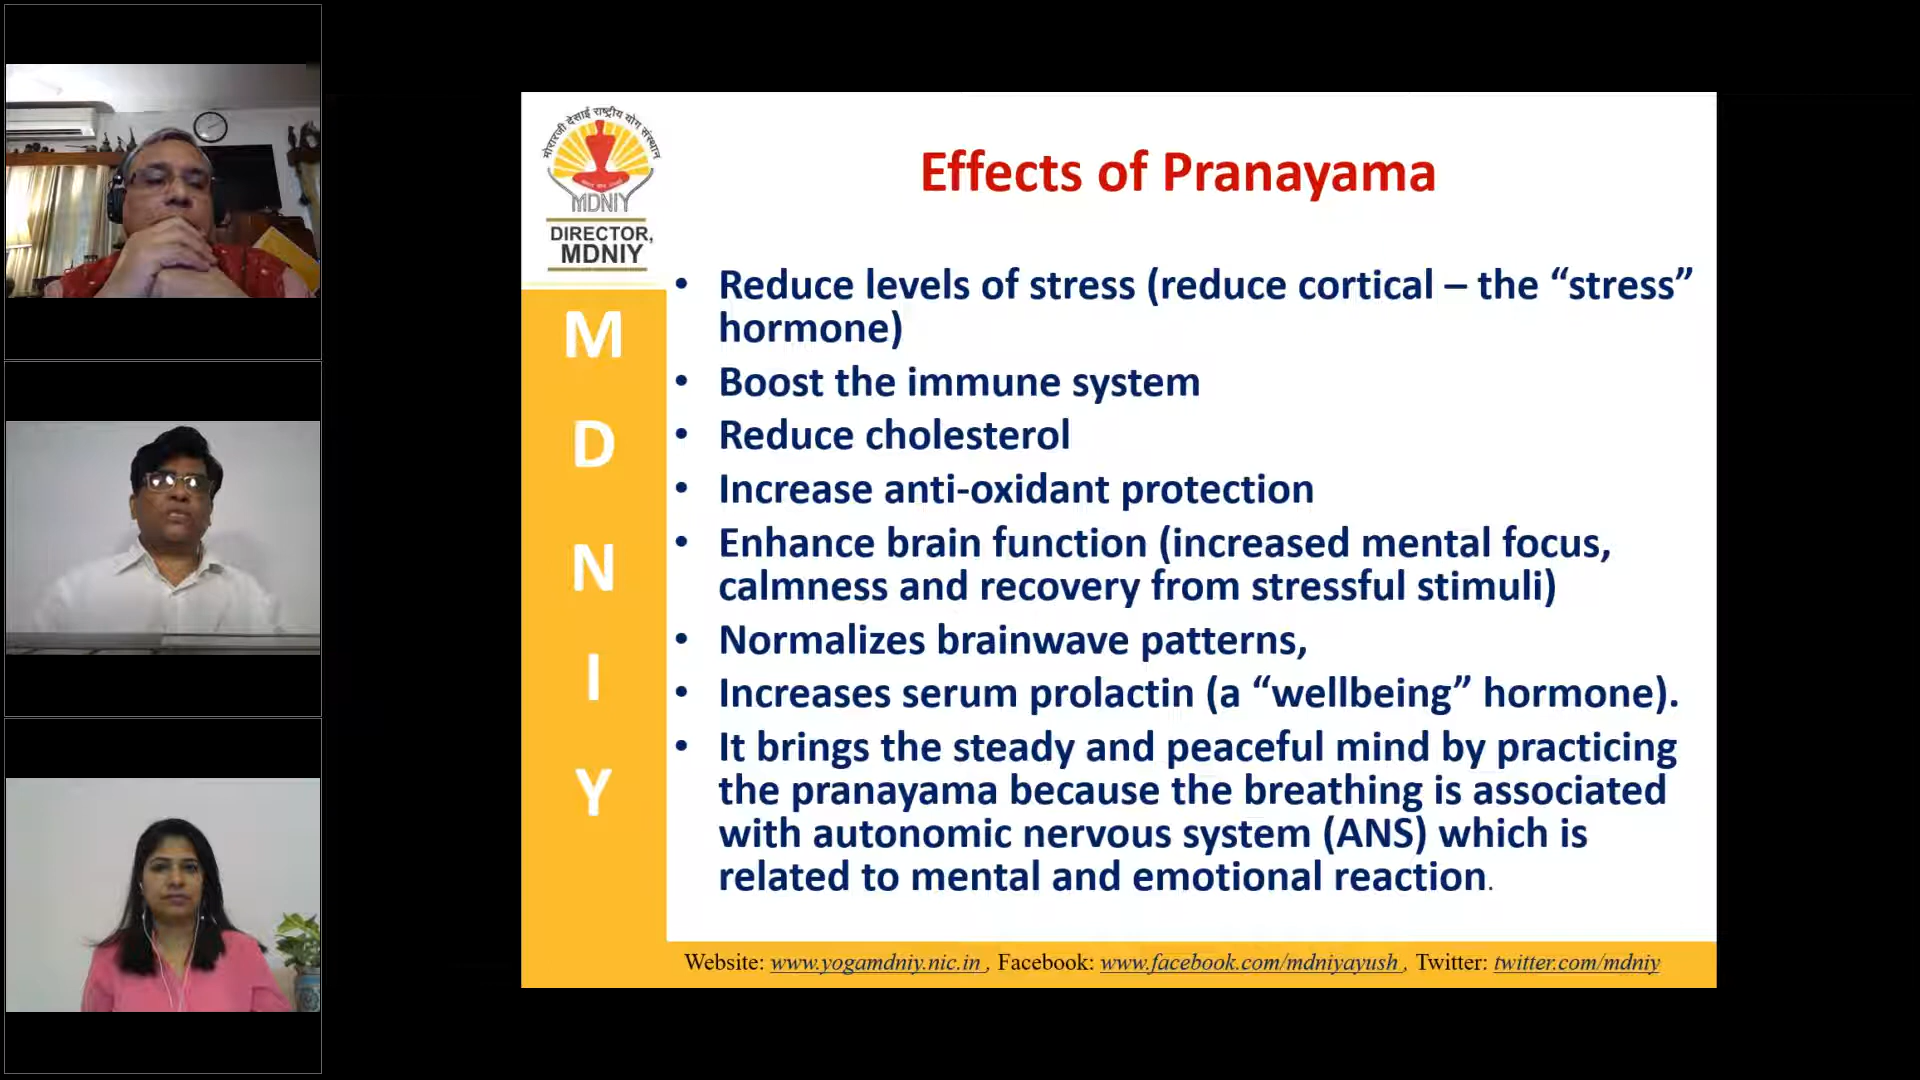 मोरारजी देसाई राष्ट्रीय योग संस्थान
MDNIY
DIRECTOR,
MDNIY
M
D
N
I
Y
Effects of Pranayama
• Reduce levels of stress (reduce cortical – the “stress”
hormone)
• Boost the immune system
• Reduce cholesterol
• Increase anti-oxidant protection
• Enhance brain function (increased mental focus,
calmness and recovery from stressful stimuli)
• Normalizes brainwave patterns,
• Increases serum prolactin (a “wellbeing” hormone).
• It brings the steady and peaceful mind by practicing
the pranayama because the breathing is associated
with autonomic nervous system (ANS) which is
related to mental and emotional reaction.
Website: www.yogamdniy.nic.in , Facebook: www.facebook.com/mdniyayush , Twitter: twitter.com/mdniy